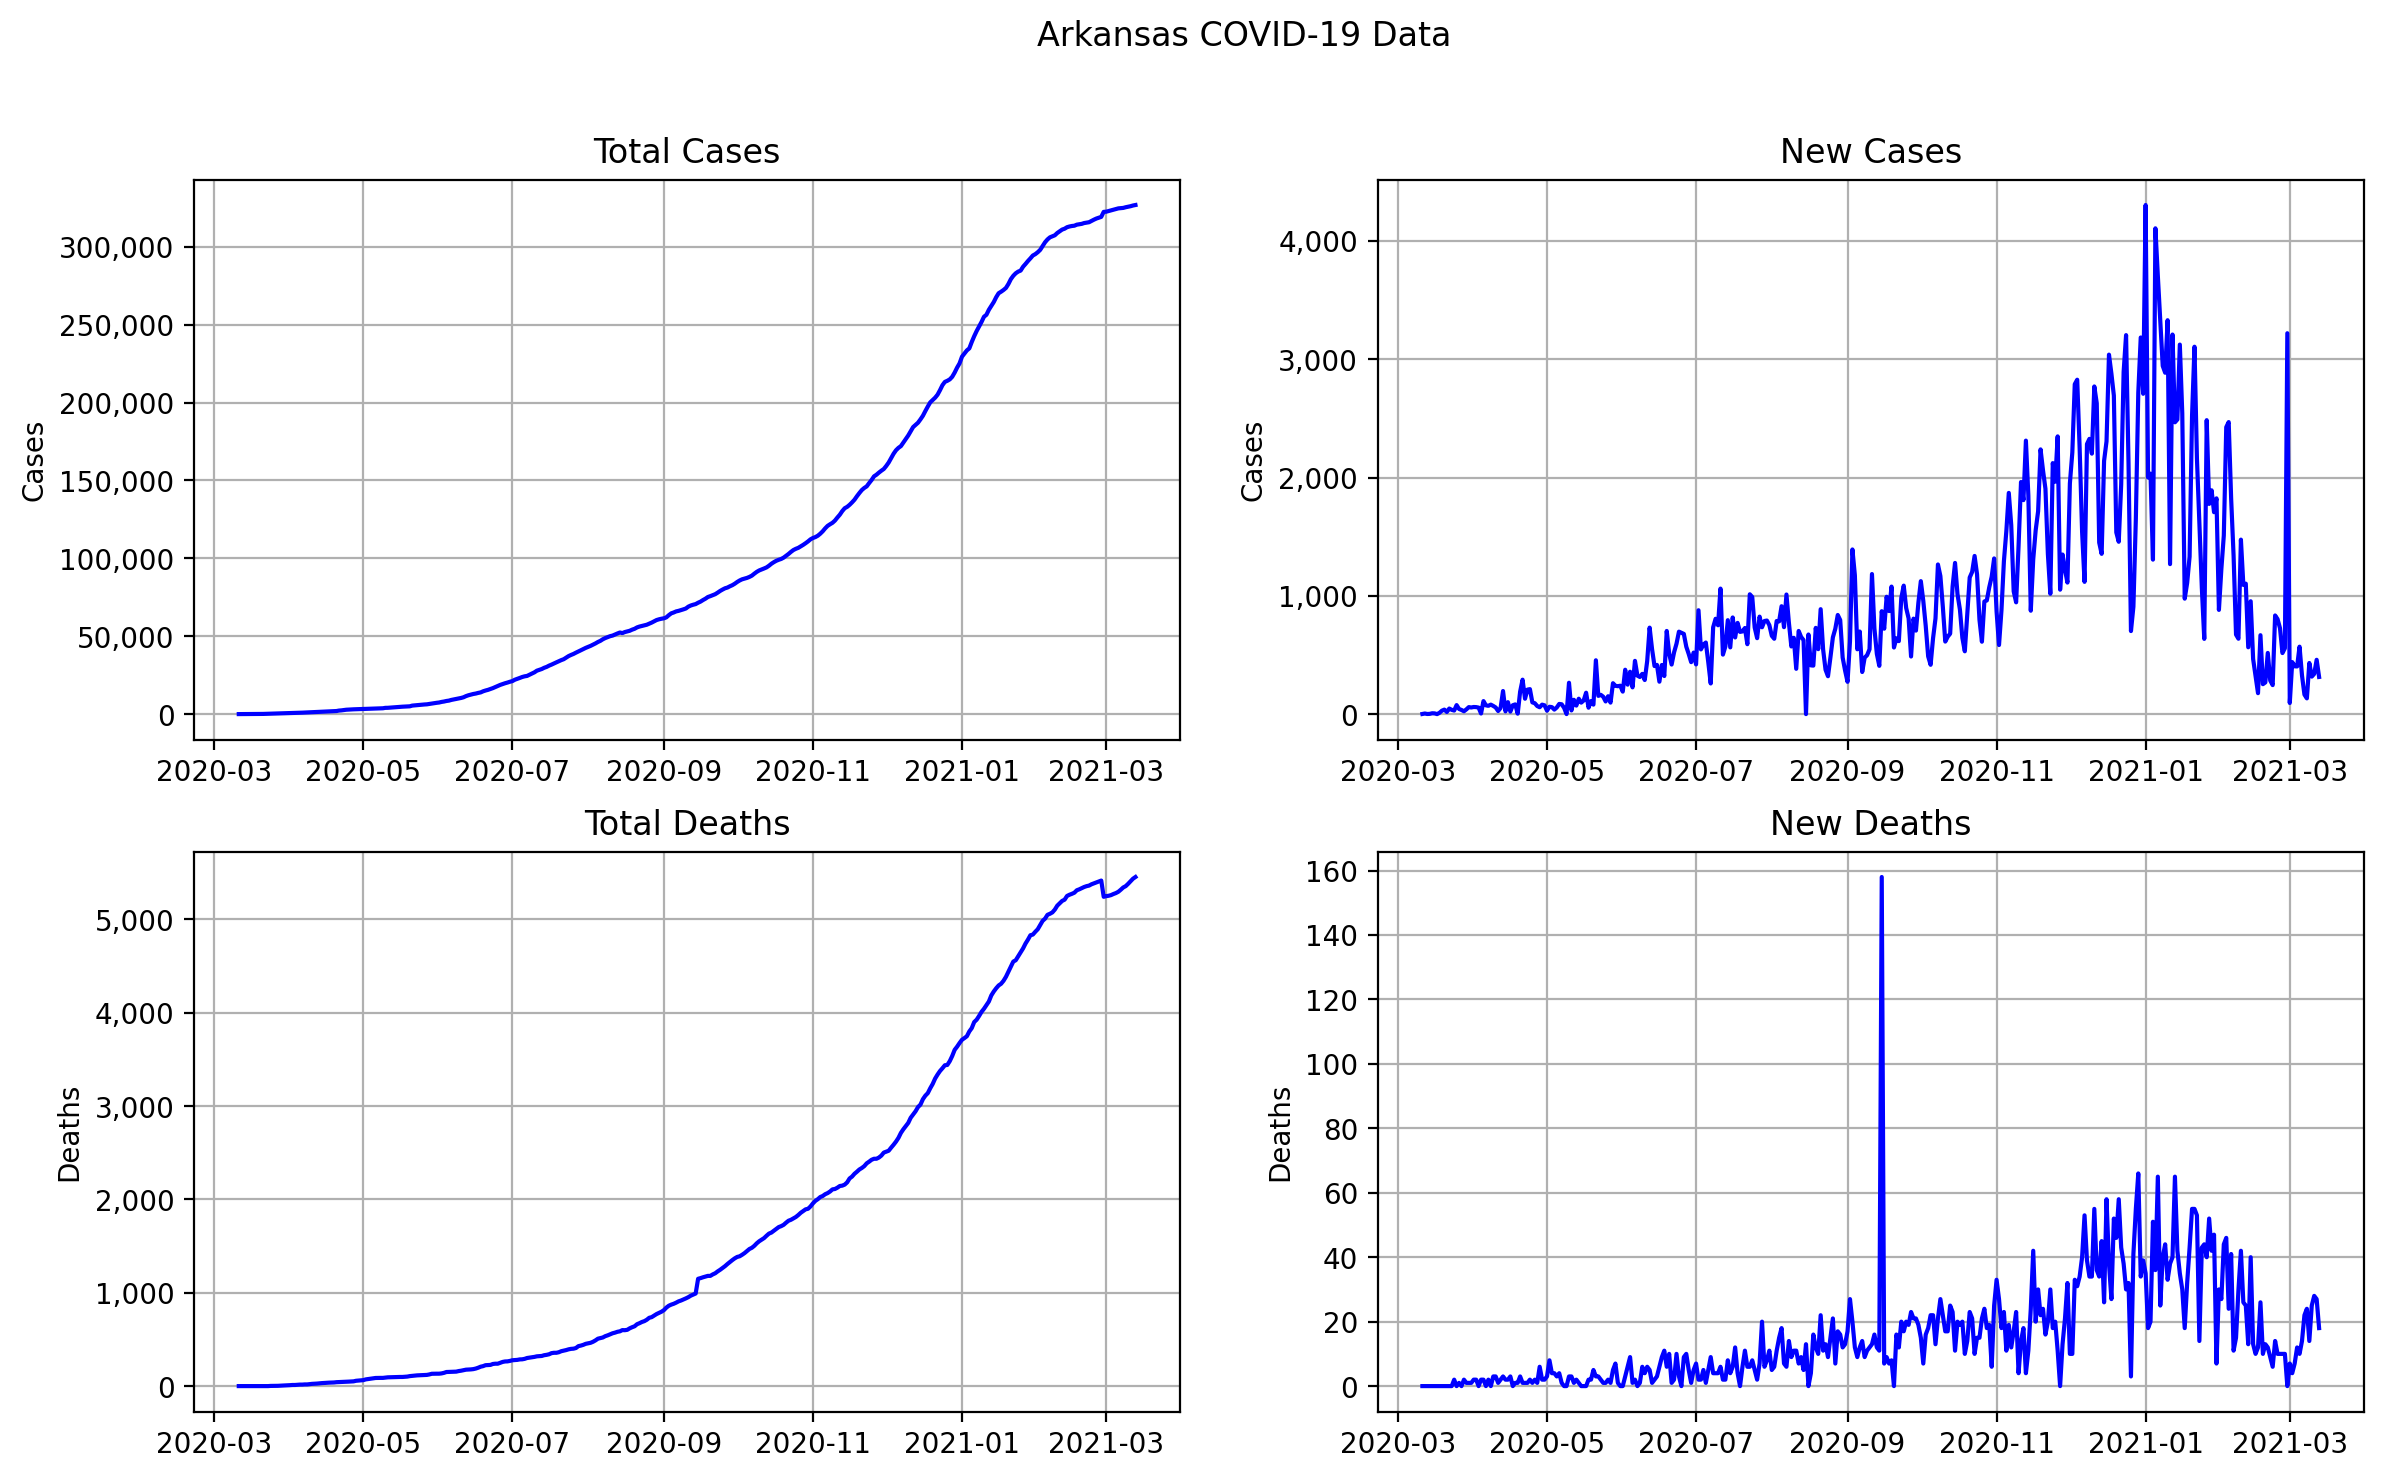 Arkansas COVID-19 Data
Total Cases
Cases
300,000
250,000
200,000
150,000
100,000
50,000
0
2020-03 2020-05 2020-07 2020-09 2020-11 2021-01 2021-03
New Cases
Cases
4,000
3,000
2,000
1,000
0
2020-03 2020-05 2020-07 2020-09 2020-11 2021-01 2021-03
Total Deaths
Deaths
5,000
4,000
3,000
2,000
1,000
0
2020-03 2020-05 2020-07 2020-09 2020-11 2021-01 2021-03
New Deaths
Deaths
160
140
120
100
80
60
40
20
0
2020-03 2020-05 2020-07 2020-09 2020-11 2021-01 2021-03